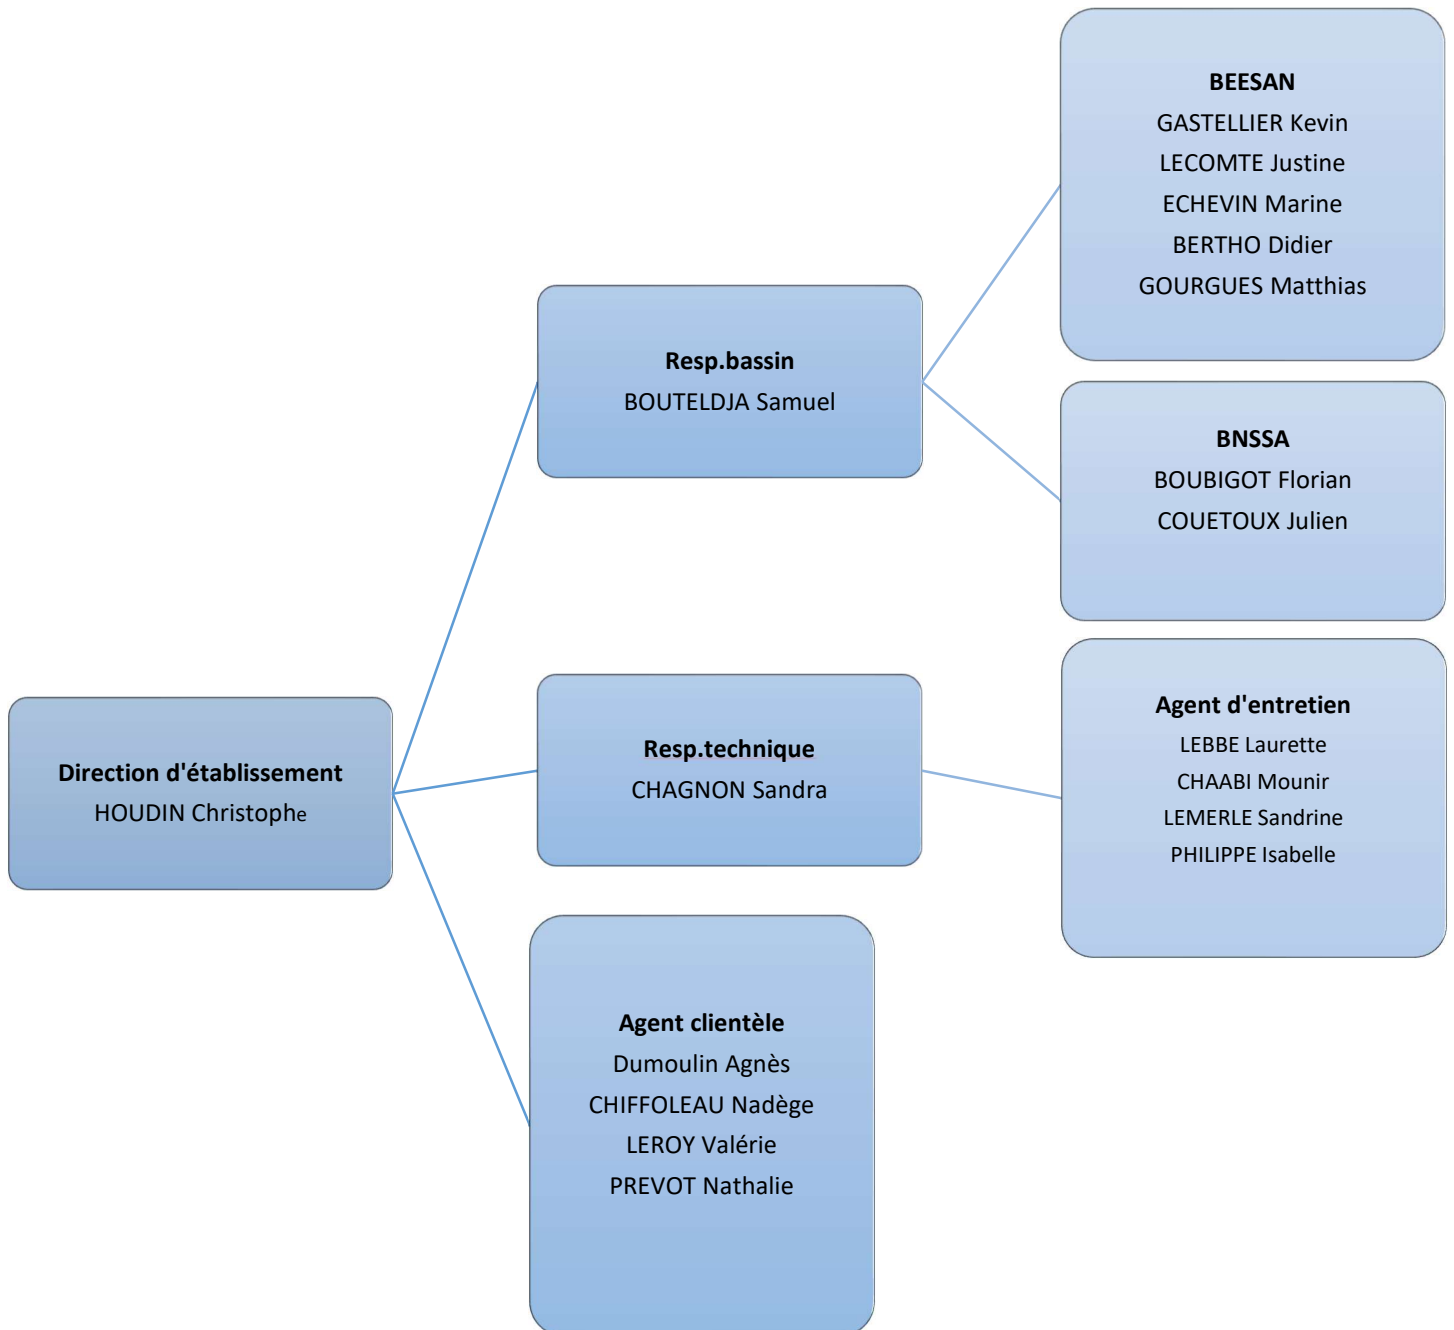 Direction d'établissement
HOUDIN Christophe
Resp.bassin
BOUTELDJA Samuel
BEESAN
GASTELLIER Kevin
LECOMTE Justine
ECHEVIN Marine
BERTHO Didier
GOURGUES Matthias
BNSSA
BOUBIGOT Florian
COUETOUX Julien
Resp.technique
CHAGNON Sandra
Agent d'entretien
LEBBE Laurette
CHAABI Mounir
LEMERLE Sandrine
PHILIPPE Isabelle
Agent clientèle
Dumoulin Agnès
CHIFFOLEAU Nadège
LEROY Valérie
PREVOT Nathalie